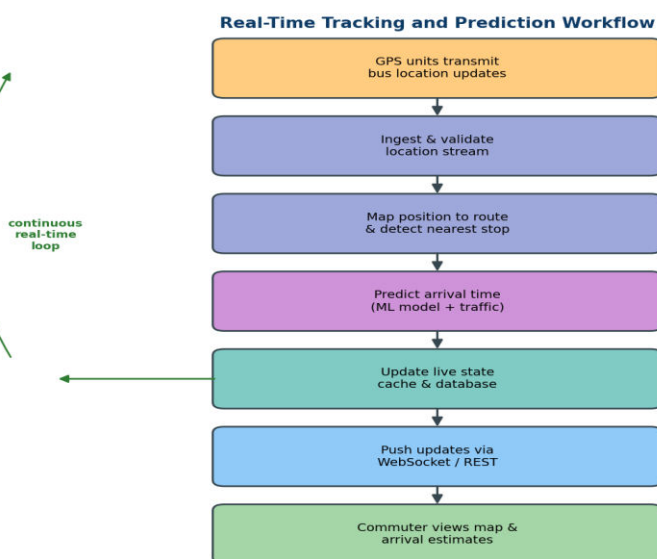 Real-Time Tracking and Prediction Workflow
GPS units transmit
bus location updates
Ingest & validate
location stream
Map position to route
& detect nearest stop
continuous
real-time
loop
Predict arrival time
(ML model + traffic)
Update live state
cache & database
Push updates via
WebSocket / REST
Commuter views map &
arrival estimates